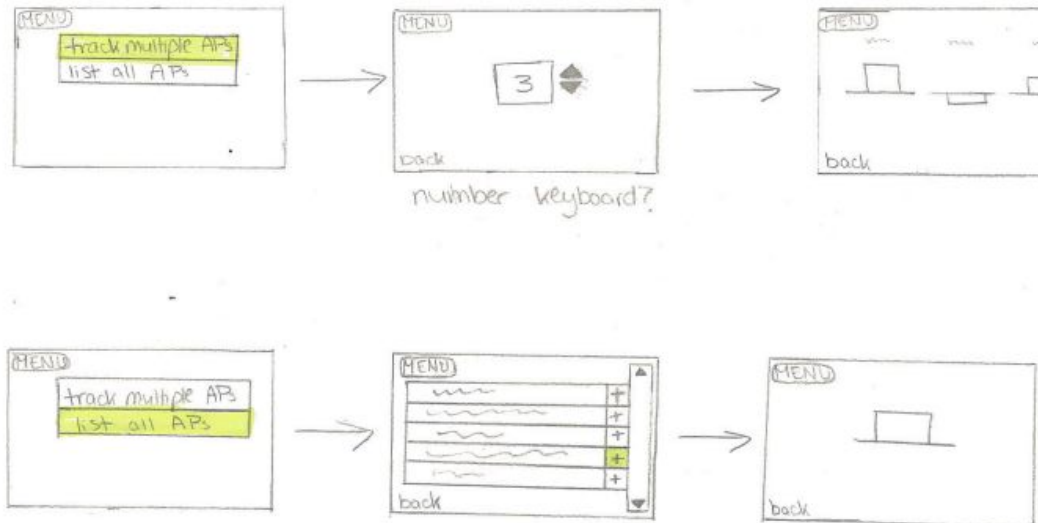 MENU
track multiple APs
list all APs
MENU
3
back
number keyboard?
MENU
back
MENU
track multiple APs
list all APs
MENU
+
+
+
+
+
back
MENU
back